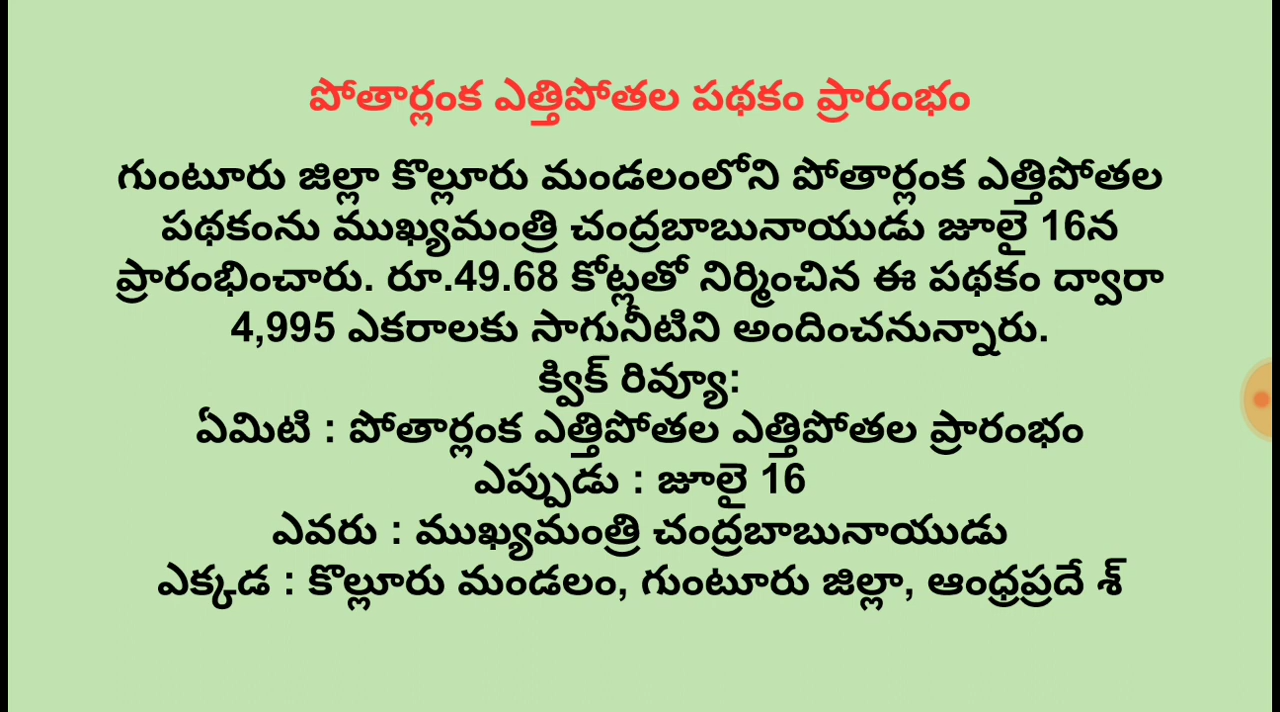 పోతార్లంక ఎత్తిపోతల పథకం ప్రారంభం
గుంటూరు జిల్లా కొల్లూరు మండలంలోని పోతార్లంక ఎత్తిపోతల
పథకంను ముఖ్యమంత్రి చంద్రబాబునాయుడు జూలై 16న
ప్రారంభించారు. రూ.49.68 కోట్లతో నిర్మించిన ఈ పథకం ద్వారా
4,995 ఎకరాలకు సాగునీటిని అందించనున్నారు.
క్విక్ రివ్యూ:
ఏమిటి : పోతార్లంక ఎత్తిపోతల ఎత్తిపోతల ప్రారంభం
ఎప్పుడు : జూలై 16
ఎవరు : ముఖ్యమంత్రి చంద్రబాబునాయుడు
ఎక్కడ : కొల్లూరు మండలం, గుంటూరు జిల్లా, ఆంధ్రప్రదే శ్